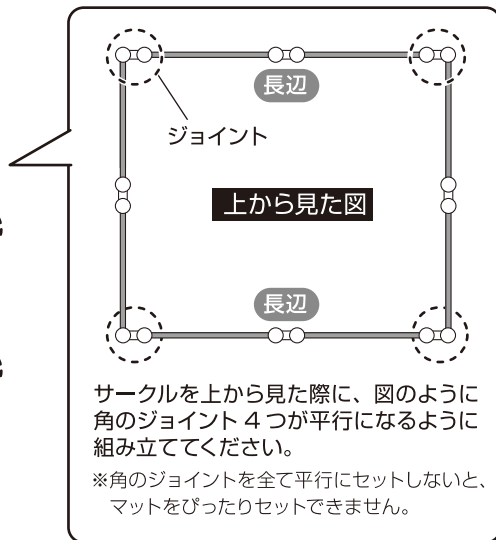 長辺
ジョイント
上から見た図
長辺
サークルを上から見た際に、図のように
角のジョイント4つが平行になるように
組み立ててください。
※角のジョイントを全て平行にセットしないと、
マットをぴったりセットできません。